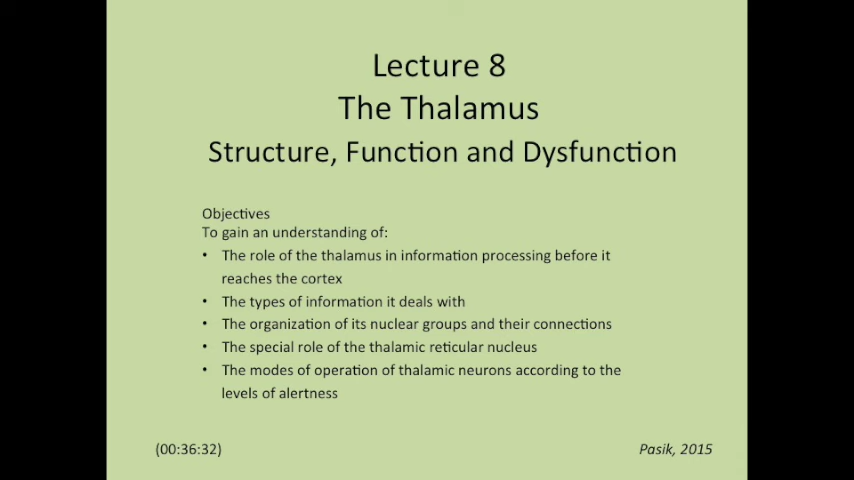 Lecture 8
The Thalamus
Structure, Function and Dysfunction
Objectives
To gain an understanding of:
• The role of the thalamus in information processing before it
reaches the cortex
• The types of information it deals with
• The organization of its nuclear groups and their connections
• The special role of the thalamic reticular nucleus
• The modes of operation of thalamic neurons according to the
levels of alertness
(00:36:32)
Pasik, 2015